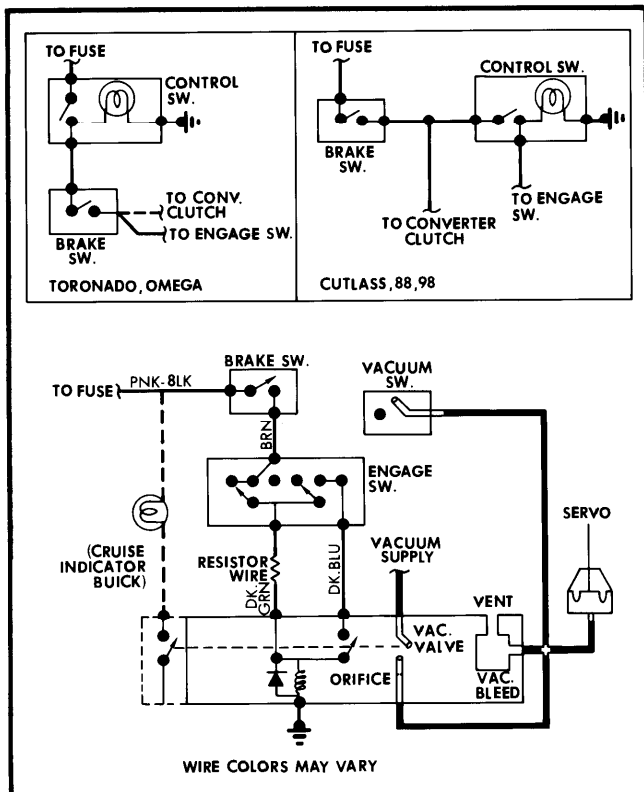 TO FUSE
CONTROL
SW.
BRAKE
SW.
TO CONV.
CLUTCH
TO ENGAGE SW.
TORONADO, OMEGA
TO FUSE
CONTROL SW.
BRAKE
SW.
TO ENGAGE
SW.
TO CONVERTER
CLUTCH
CUTLASS, 88, 98
BRAKE SW.
TO FUSE
PNK-BLK
BRN
VACUUM
SW.
ENGAGE
SW.
(CRUISE
INDICATOR
BUICK)
RESISTOR
WIRE
DK.
GRN
DK. BLU
VACUUM
SUPPLY
SERVO
VENT
VAC.
VALVE
ORIFICE
VAC.
BLEED
WIRE COLORS MAY VARY